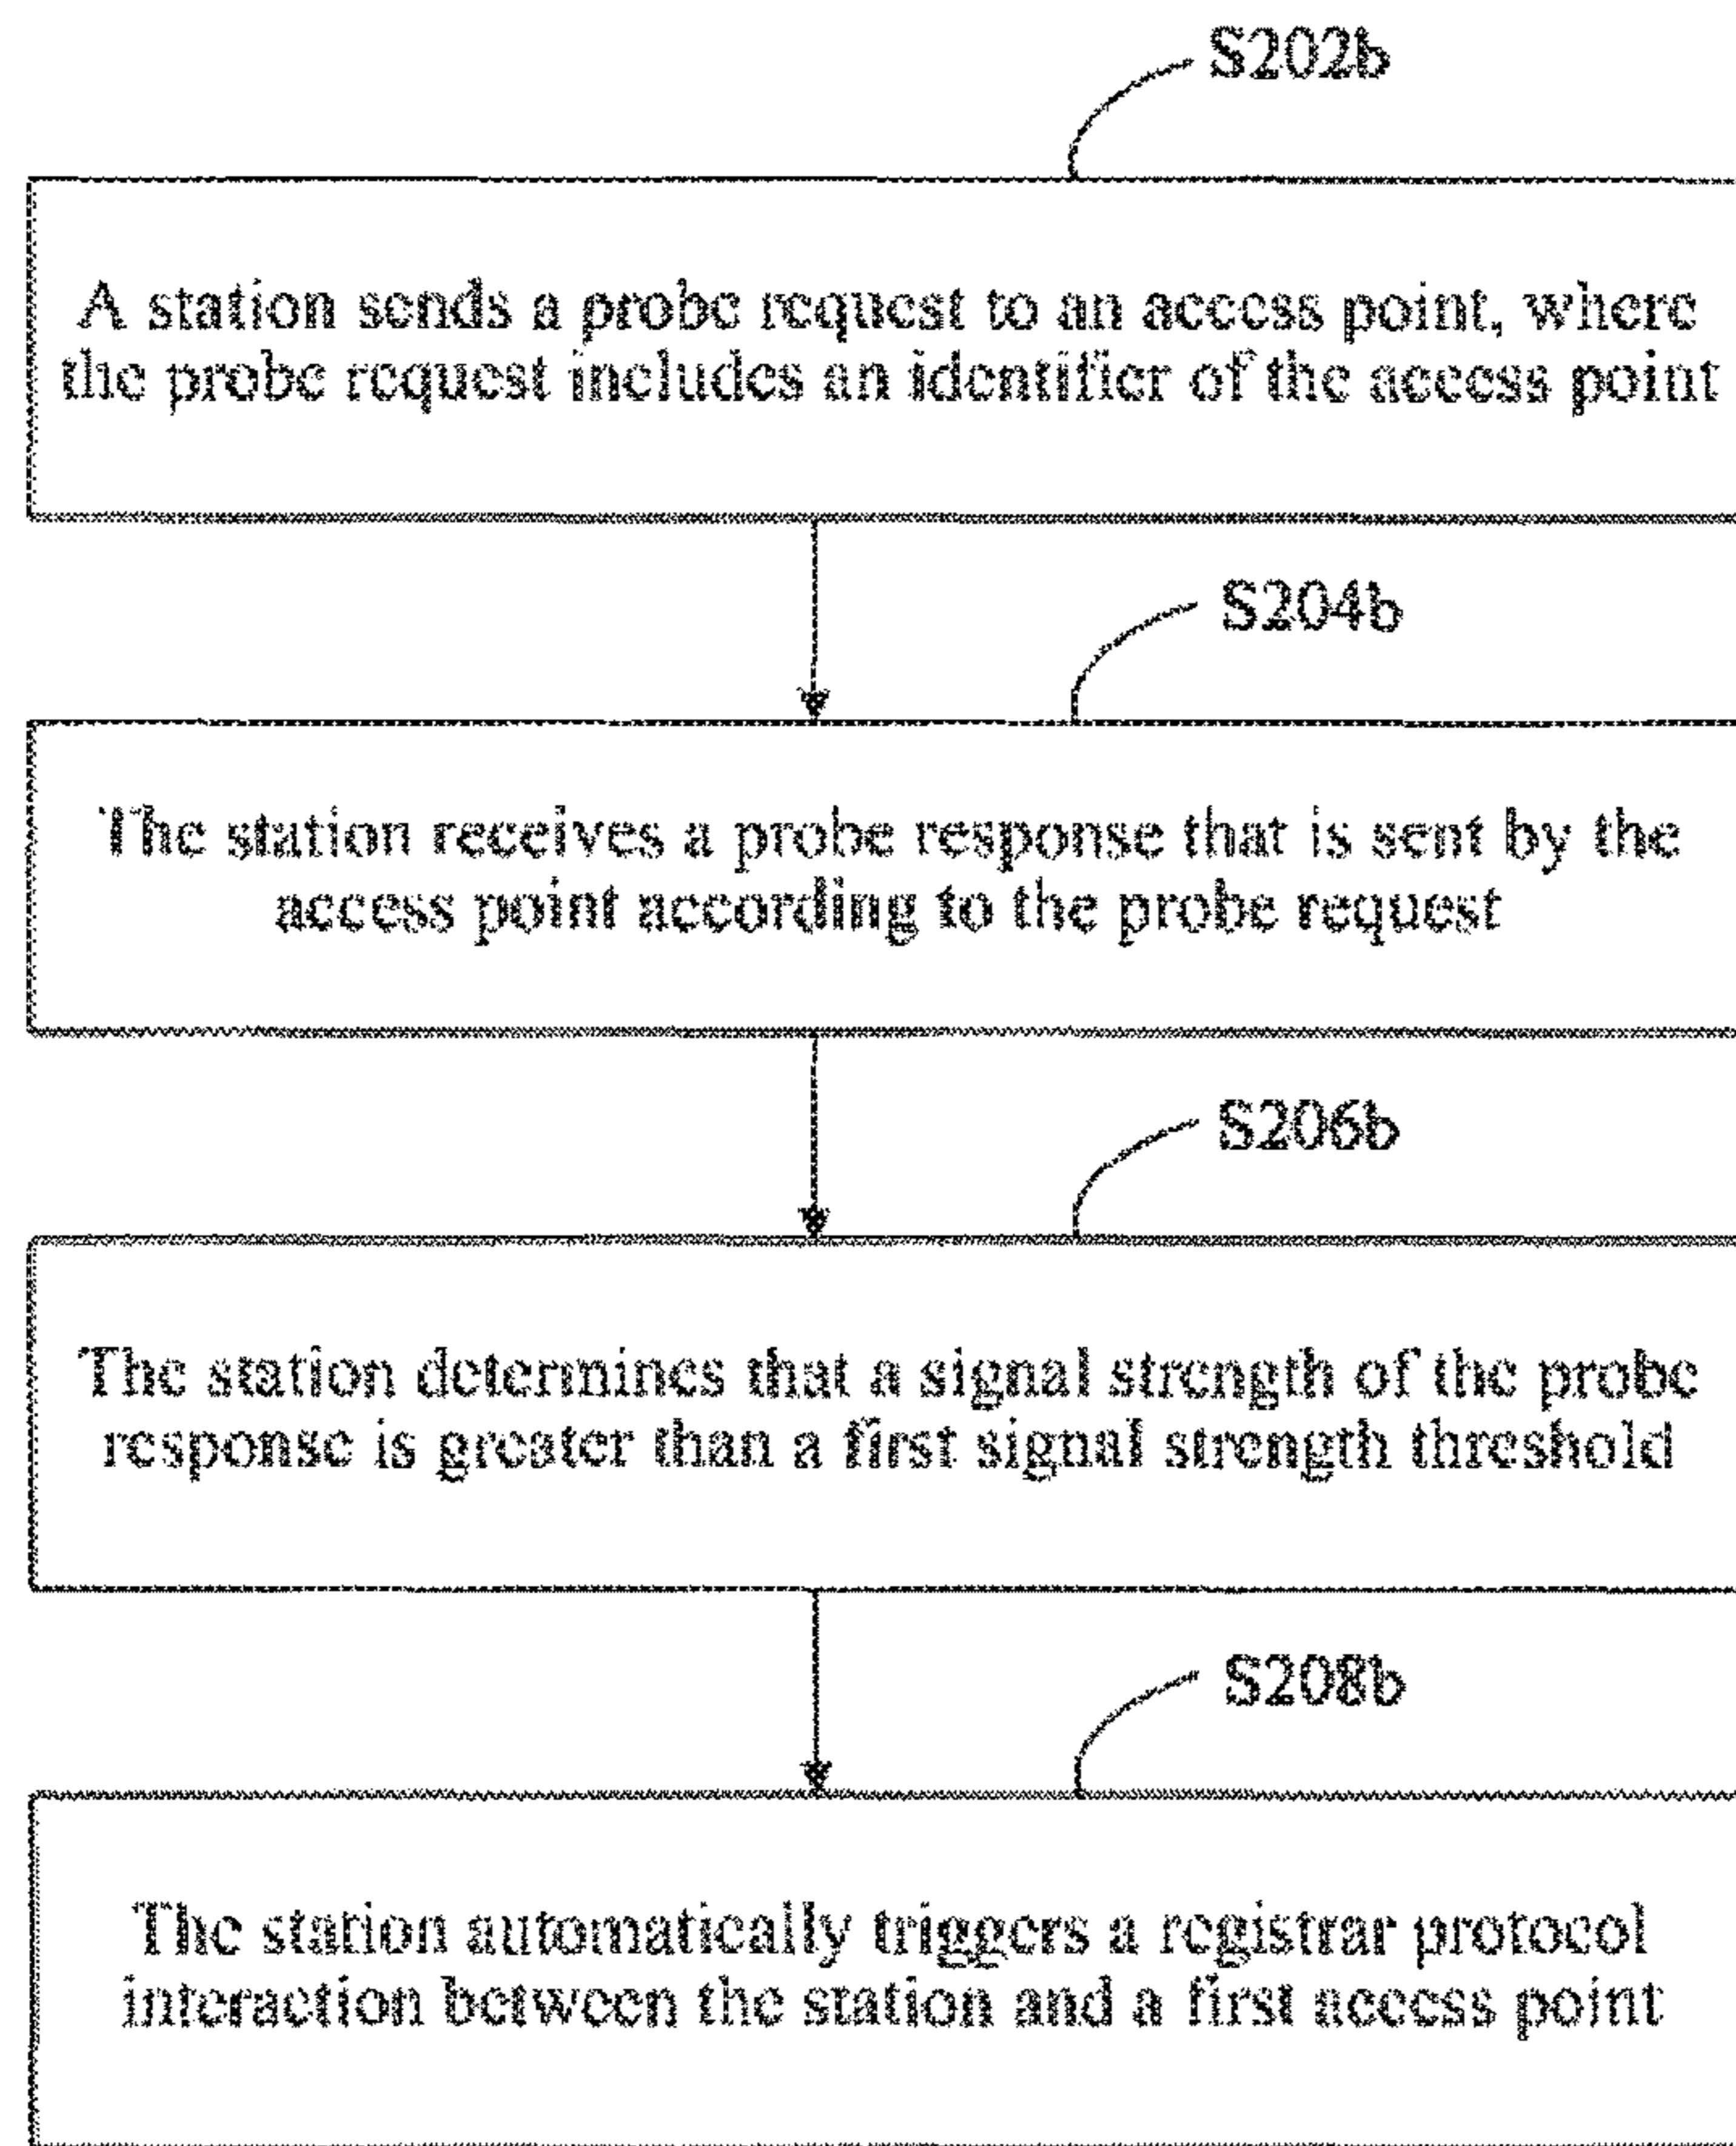 S202b
A station sends a probe request to an access point, where
the probe request includes an identifier of the access point
S204b
The station receives a probe response that is sent by the
access point according to the probe request
S206b
The station determines that a signal strength of the probe
response is greater than a first signal strength threshold
S208b
The station automatically triggers a registrar protocol
interaction between the station and a first access point